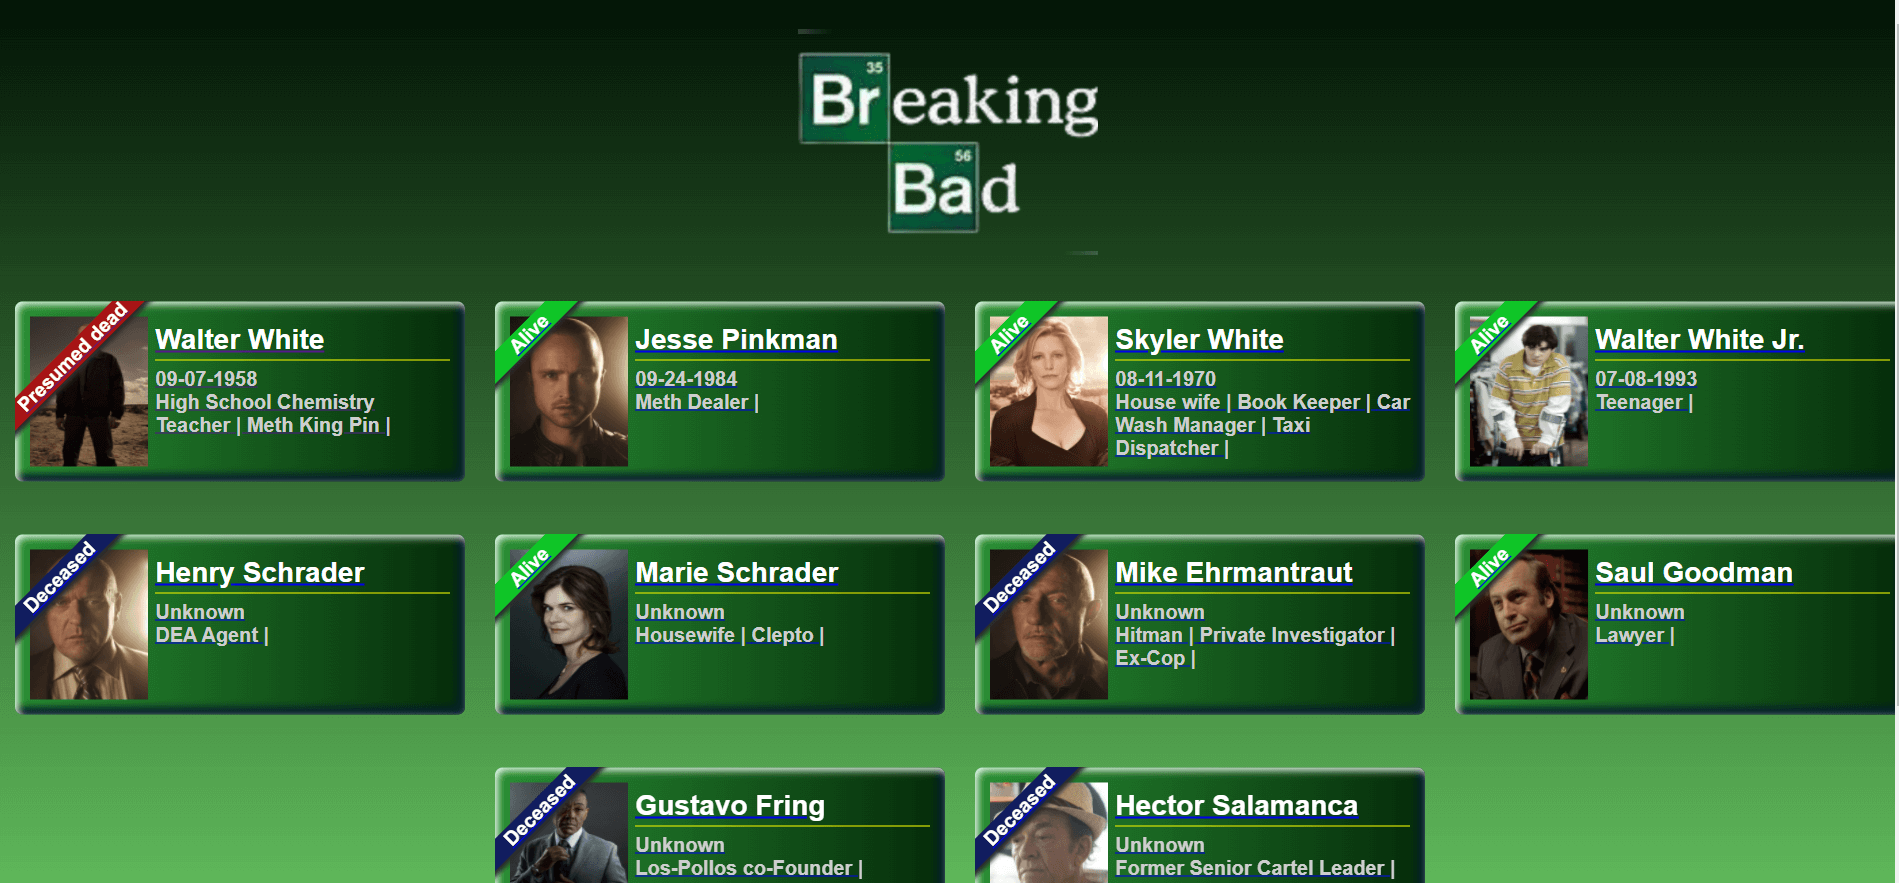 35
Breaking
56
Bad
Presumed dead
Walter White
09-07-1958
High School Chemistry
Teacher | Meth King Pin |
Alive
Jesse Pinkman
09-24-1984
Meth Dealer |
Alive
Skyler White
08-11-1970
House wife | Book Keeper | Car
Wash Manager | Taxi
Dispatcher |
Alive
Walter White Jr.
07-08-1993
Teenager |
Deceased
Henry Schrader
Unknown
DEA Agent |
Alive
Marie Schrader
Unknown
Housewife | Clepto |
Deceased
Mike Ehrmantraut
Unknown
Hitman | Private Investigator |
Ex-Cop |
Alive
Saul Goodman
Unknown
Lawyer |
Deceased
Gustavo Fring
Unknown
Los-Pollos co-Founder |
Deceased
Hector Salamanca
Unknown
Former Senior Cartel Leader |